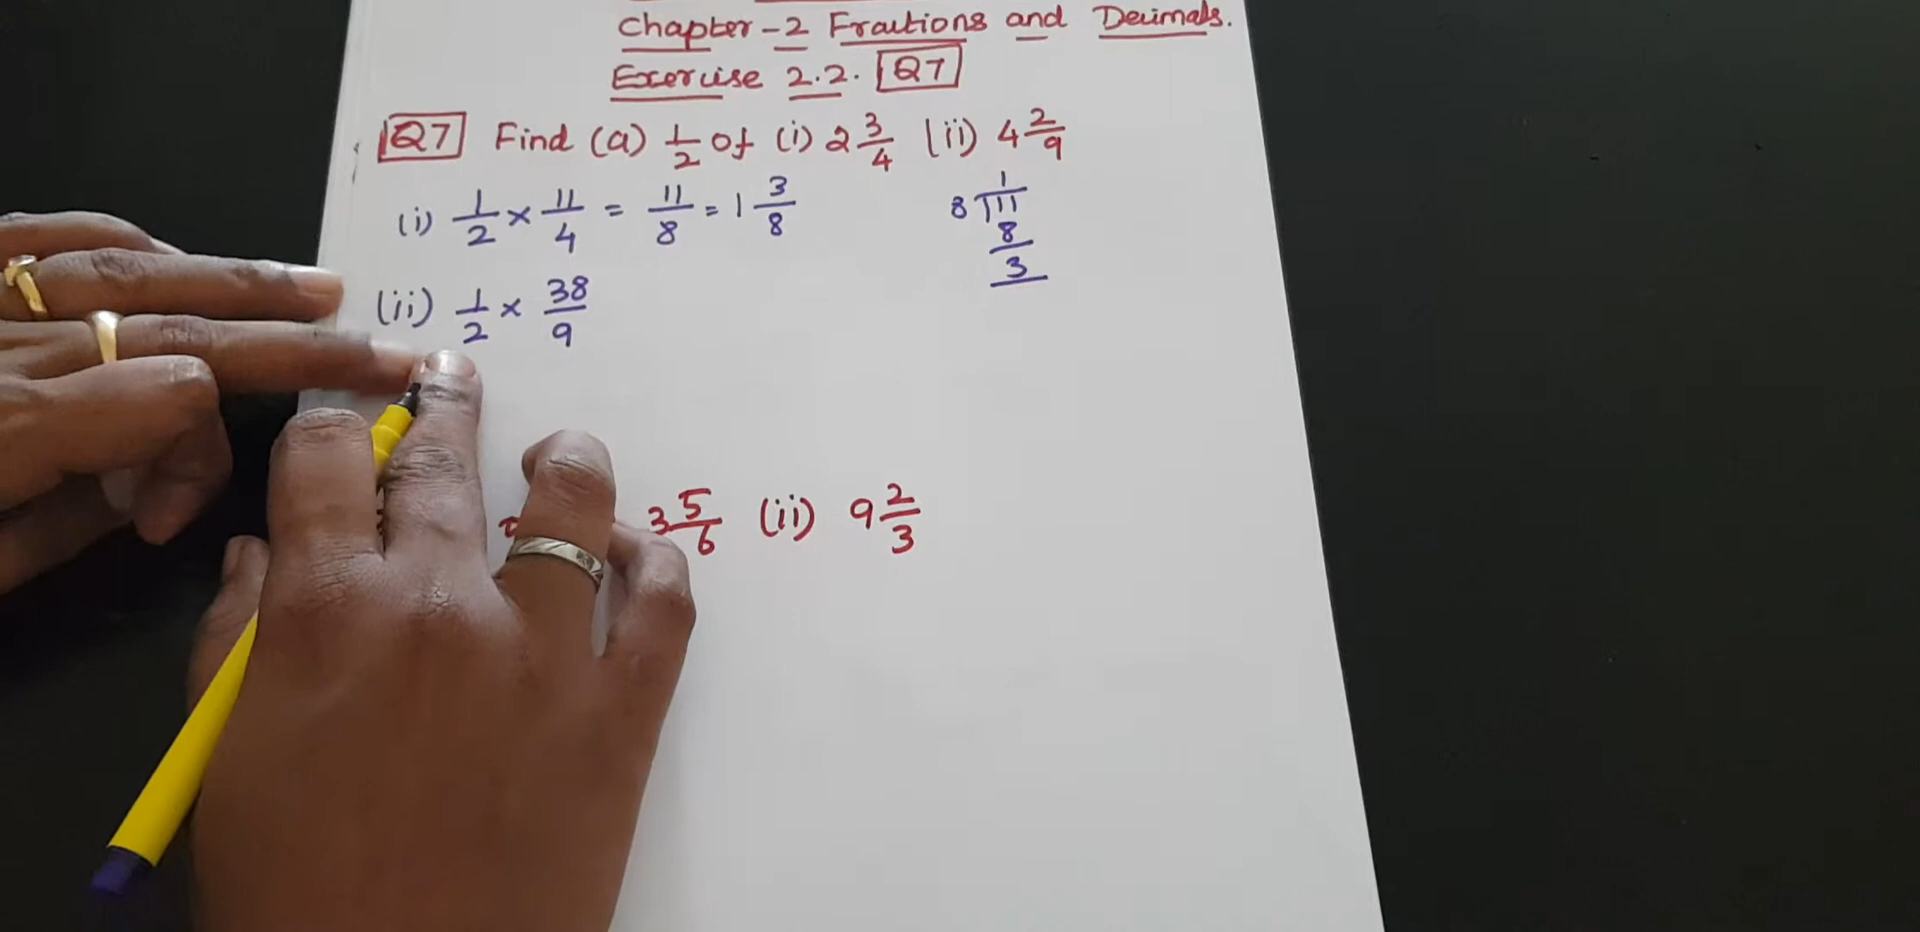 Chapter-2 Fractions and Decimals.
Exercise 2.2. Q7
Q7 Find (a) 1/2 of (i) 2 3/4 (ii) 4 2/9
(i) 1/2 × 11/4 = 11/8 = 1 3/8
1
8 11
8
3
(ii) 1/2 × 38/9
3 5/6 (ii) 9 2/3